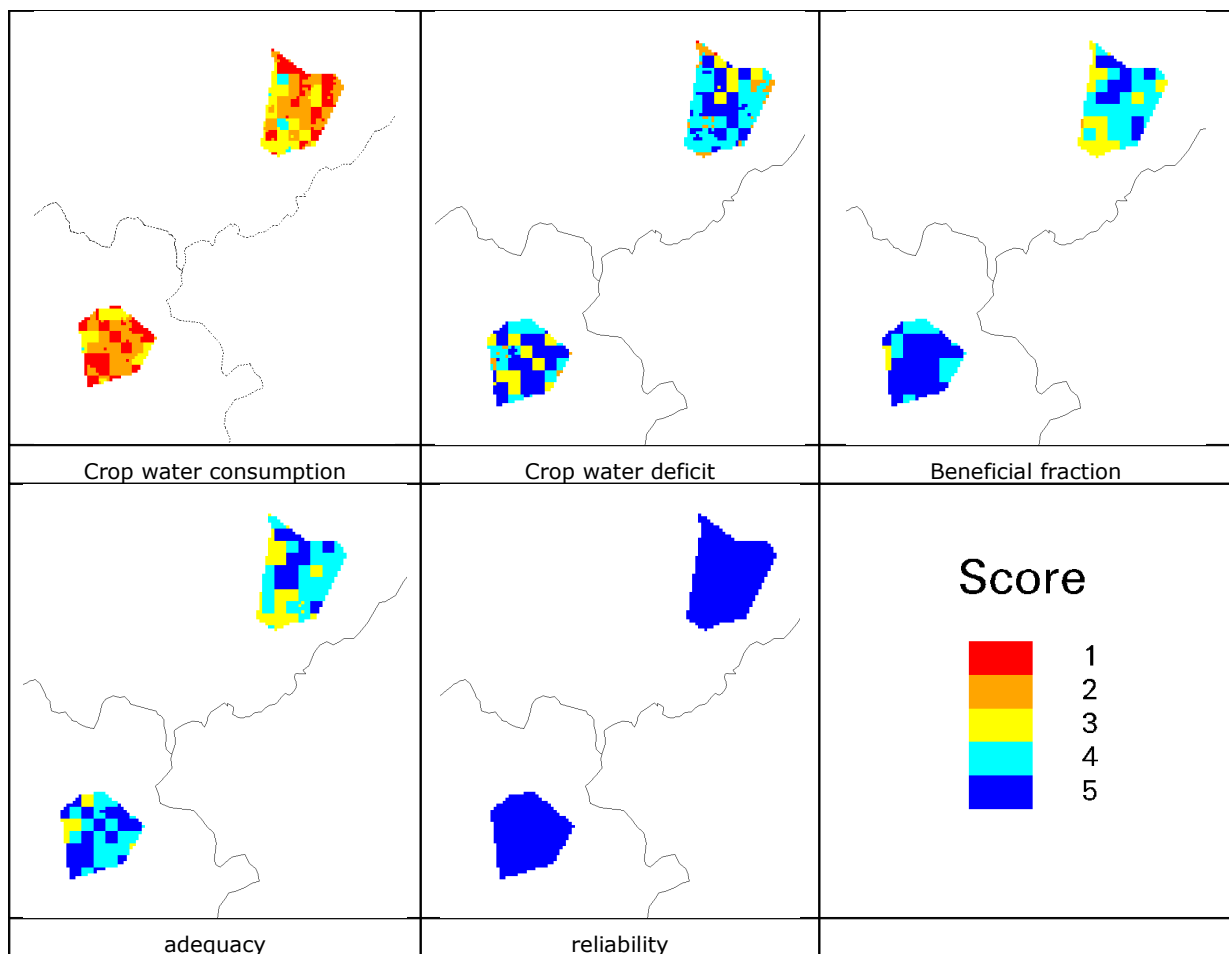 Crop water consumption
Crop water deficit
Beneficial fraction
Score
1
2
3
4
5
adequacy
reliability